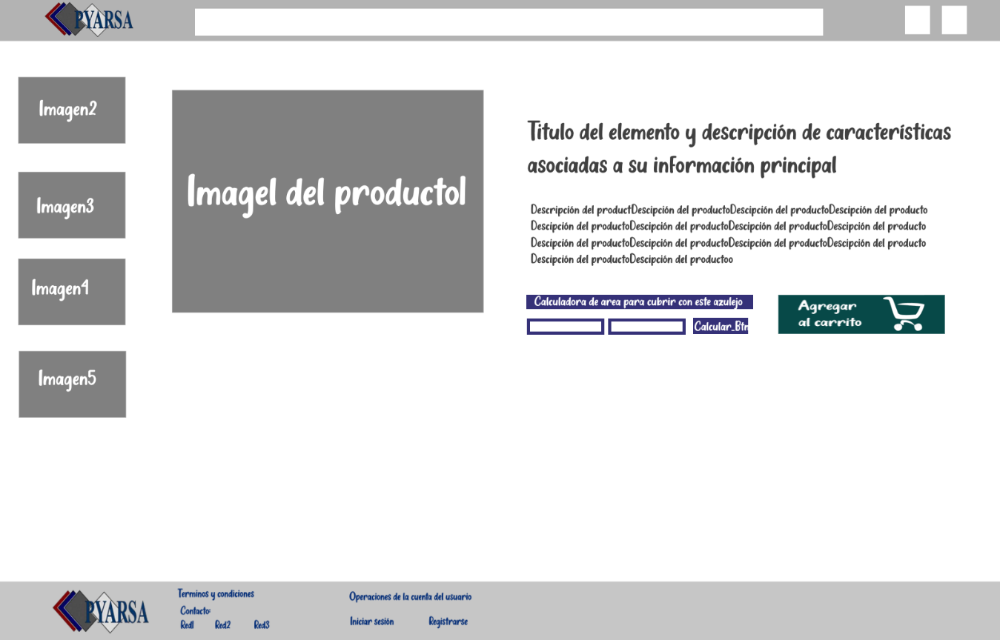 PYARSA
Imagen2
Imagen3
Imagen4
Imagen5
Imagel del productol
Titulo del elemento y descripción de características
asociadas a su información principal
Descripción del productDescipción del productoDescipción del productoDescipción del producto
Descipción del productoDescipción del productoDescipción del productoDescipción del producto
Descipción del productoDescipción del productoDescipción del productoDescipción del producto
Descipción del productoDescipción del productoo
Calculadora de area para cubrir con este azulejo
Calcular_Btn
Agregar
al carrito
PYARSA
Terminos y condiciones
Contacto:
Red1 Red2 Red3
Operaciones de la cuenta del usuario
Iniciar sesión Registrarse